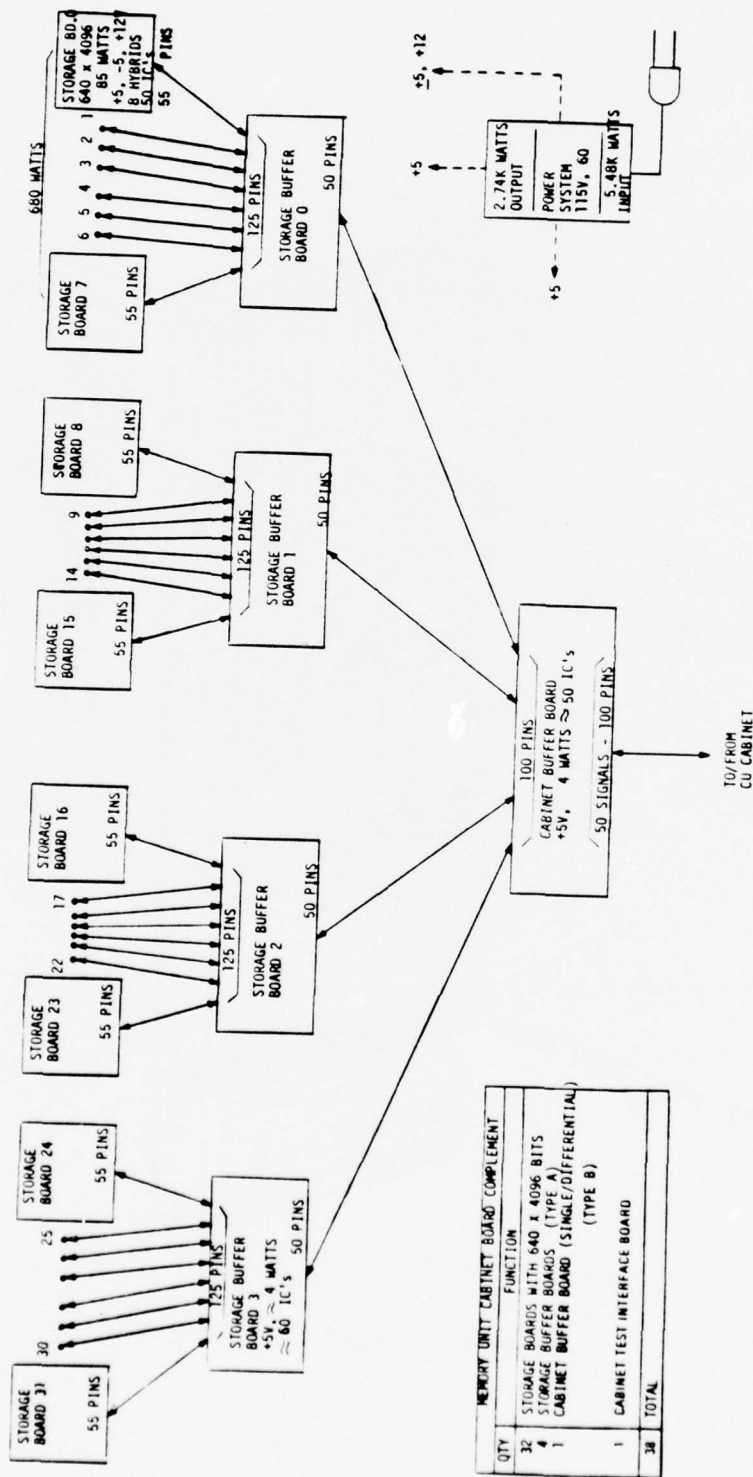 680 WATTS
STORAGE BD.0
640 x 4096
85 WATTS
+5, -5, +12
8 HYBRIDS
50 IC's
55 PINS
1
2
3
4
5
6
STORAGE
BOARD 7
55 PINS
125 PINS
STORAGE BUFFER
BOARD 0
50 PINS
STORAGE
BOARD 8
55 PINS
9
14
STORAGE
BOARD 15
55 PINS
125 PINS
STORAGE BUFFER
BOARD 1
50 PINS
STORAGE
BOARD 16
55 PINS
17
22
STORAGE
BOARD 23
55 PINS
125 PINS
STORAGE BUFFER
BOARD 2
50 PINS
STORAGE
BOARD 24
55 PINS
25
30
STORAGE
BOARD 31
55 PINS
125 PINS
STORAGE BUFFER
BOARD 3
+5V, ≈ 4 WATTS
≈ 60 IC's
50 PINS
100 PINS
CABINET BUFFER BOARD
+5V, 4 WATTS ≈ 50 IC's
50 SIGNALS - 100 PINS
TO/FROM
CU CABINET
+5
+5, +12
+5
2.74K WATTS
OUTPUT
POWER
SYSTEM
115V, 60
5.48K WATTS
INPUT
MEMORY UNIT CABINET BOARD COMPLEMENT
QTY FUNCTION
32 STORAGE BOARDS WITH 640 X 4096 BITS
4 STORAGE BUFFER BOARDS (TYPE A)
1 CABINET BUFFER BOARD (SINGLE/DIFFERENTIAL)
(TYPE B)
1 CABINET TEST INTERFACE BOARD
38 TOTAL